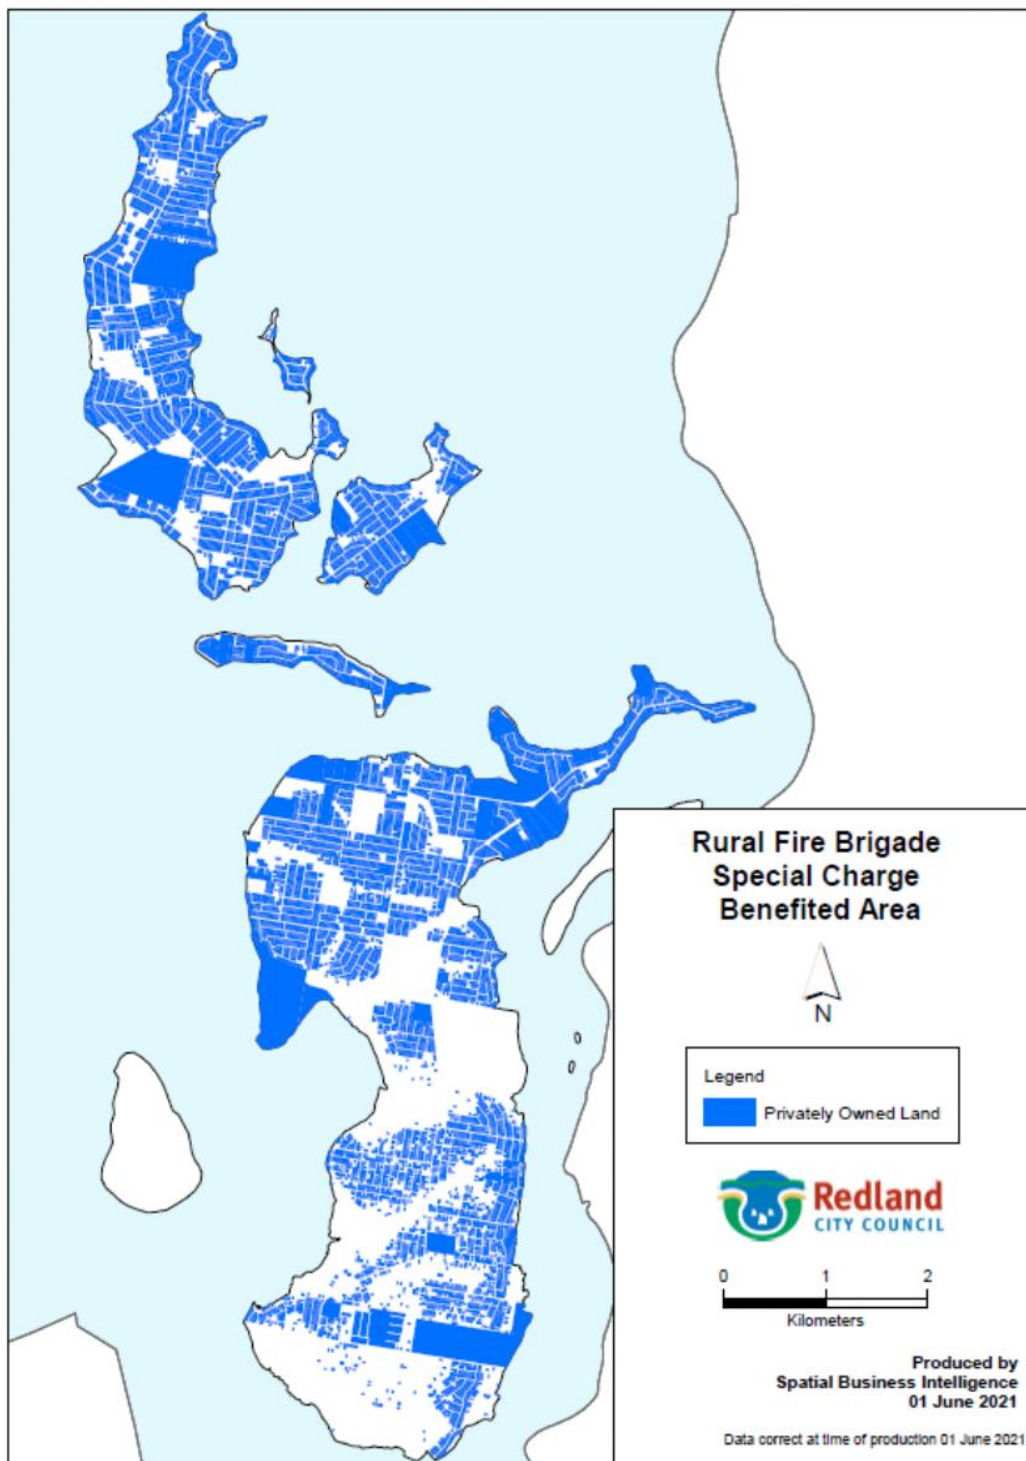 Rural Fire Brigade
Special Charge
Benefited Area
N
Legend
Privately Owned Land
Redland
CITY COUNCIL
0 1 2
Kilometers
Produced by
Spatial Business Intelligence
01 June 2021
Data correct at time of production 01 June 2021